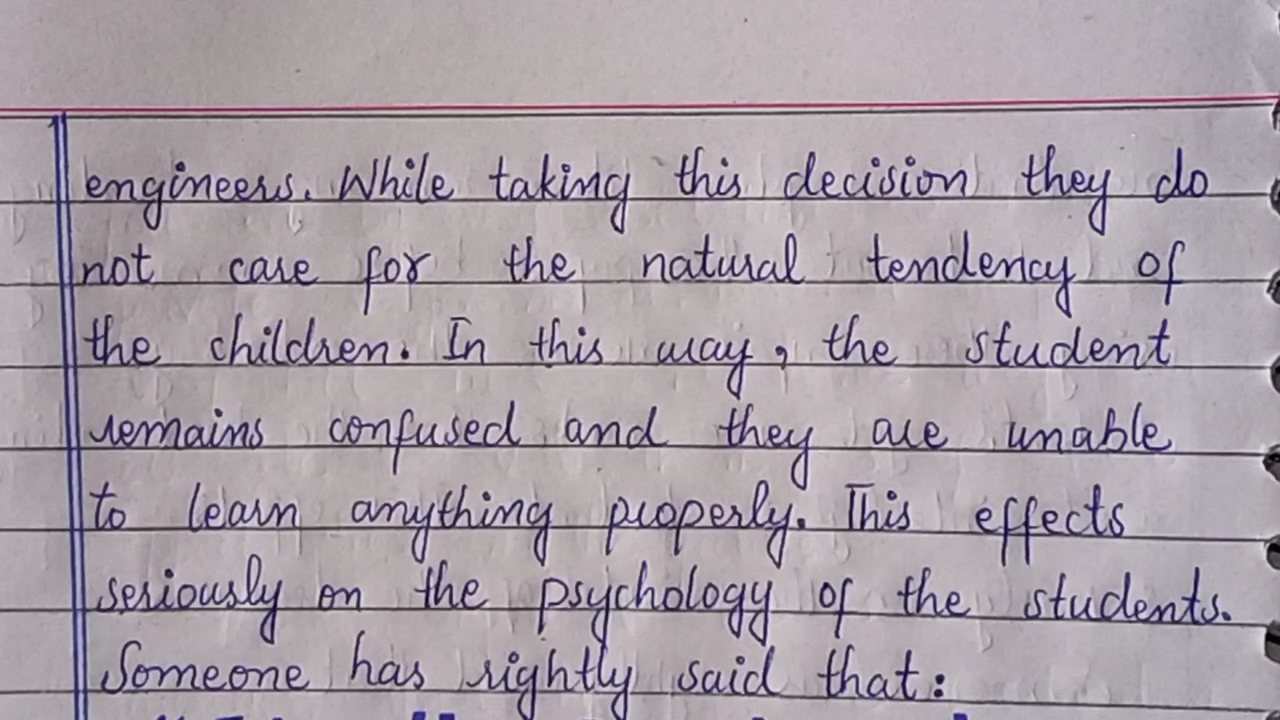 engineers. While taking this decision they do
not care for the natural tendency of
the children. In this way, the student
remains confused and they are unable
to learn anything properly. This effects
seriously on the psychology of the students.
Someone has rightly said that: